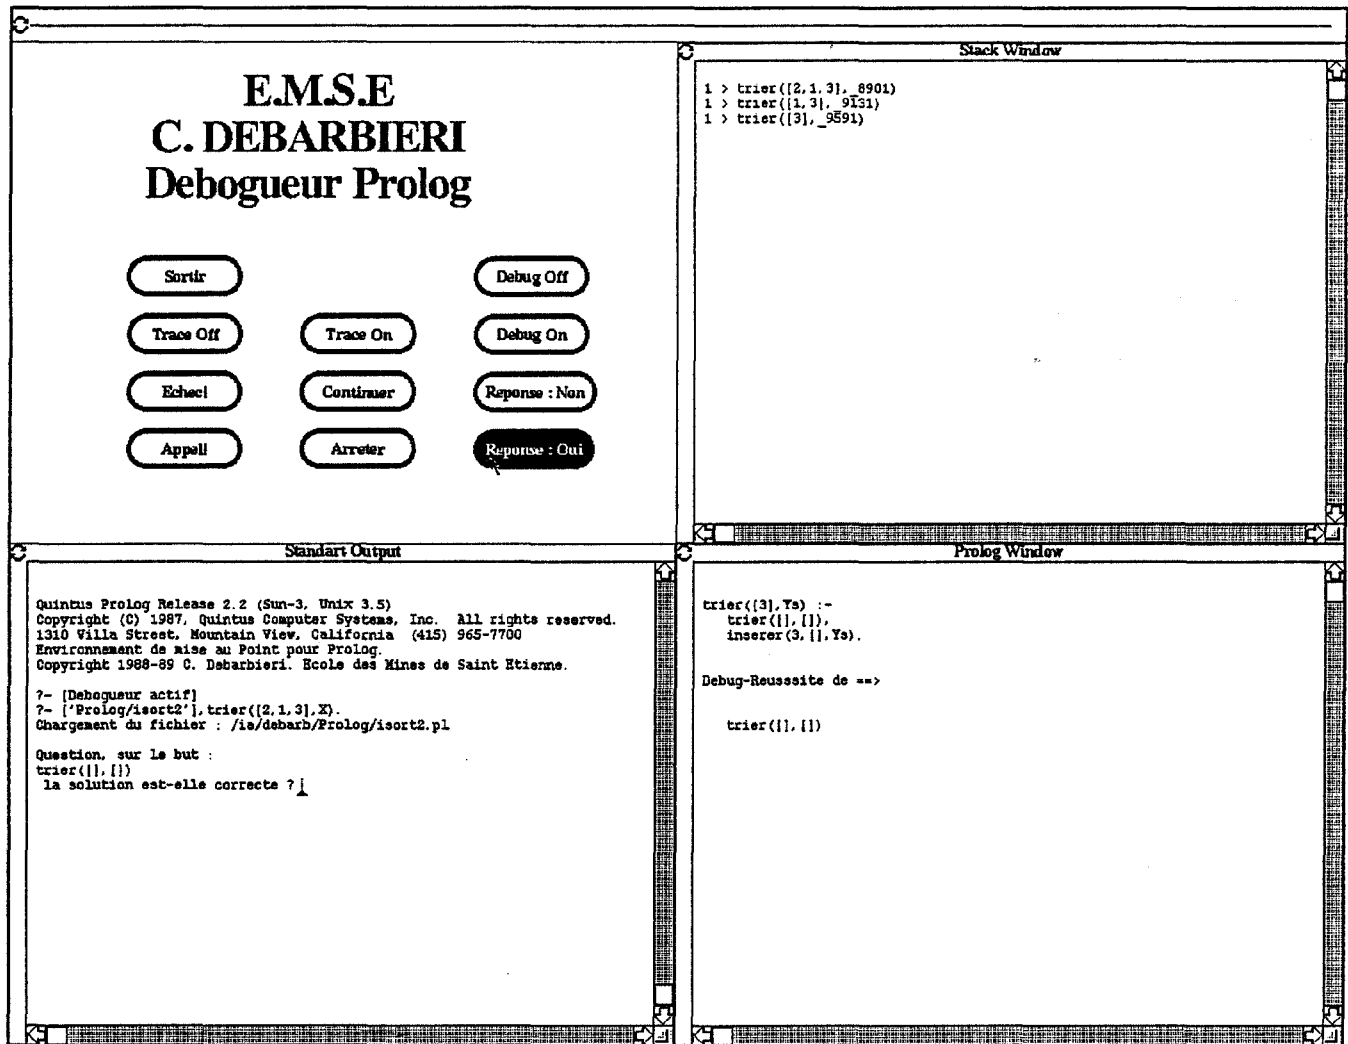 E.M.S.E
C. DEBARBIERI
Debogueur Prolog
Sortir
Debug Off
Trace Off
Trace On
Debug On
Echec!
Continuer
Reponse : Non
Appel!
Arreter
Reponse : Oui
Stack Window
1 > trier([2,1,3],_8901)
1 > trier([1,3],_9131)
1 > trier([3],_9591)
Standart Output
Quintus Prolog Release 2.2 (Sun-3, Unix 3.5)
Copyright (C) 1987, Quintus Computer Systems, Inc.  All rights reserved.
1310 Villa Street, Mountain View, California  (415) 965-7700
Environnement de mise au Point pour Prolog.
Copyright 1988-89 C. Debarbieri. Ecole des Mines de Saint Etienne.
?- [Debogueur actif]
?- ['Prolog/isort2'],trier([2,1,3],X).
Chargement du fichier : /ia/debarb/Prolog/isort2.pl
Question, sur le but :
trier([],[])
la solution est-elle correcte ?
Prolog Window
trier([3],Ys) :-
trier([],[]),
inserer(3,[],Ys).
Debug-Reusssite de ==>
trier([],[])